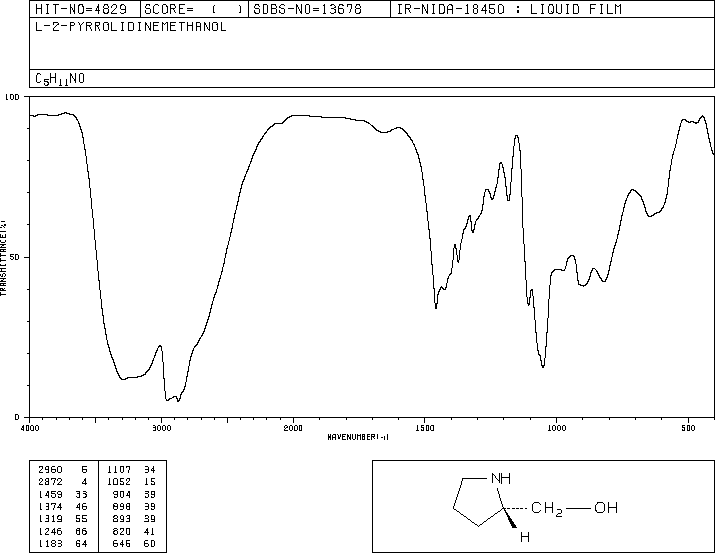 HIT-NO=4829 SCORE= ( ) SDBS-NO=13678 IR-NIDA-18450 : LIQUID FILM
L-2-PYRROLIDINEMETHANOL
C5H11NO
100
50
0
TRANSMITTANCE(%)
4000 3000 2000 1500 1000 500
WAVENUMBER(-1)
2960 6 1107 34
2872 4 1052 15
1459 33 904 39
1374 46 898 39
1319 55 893 39
1246 66 820 41
1183 64 646 60
NH
CH2 OH
H